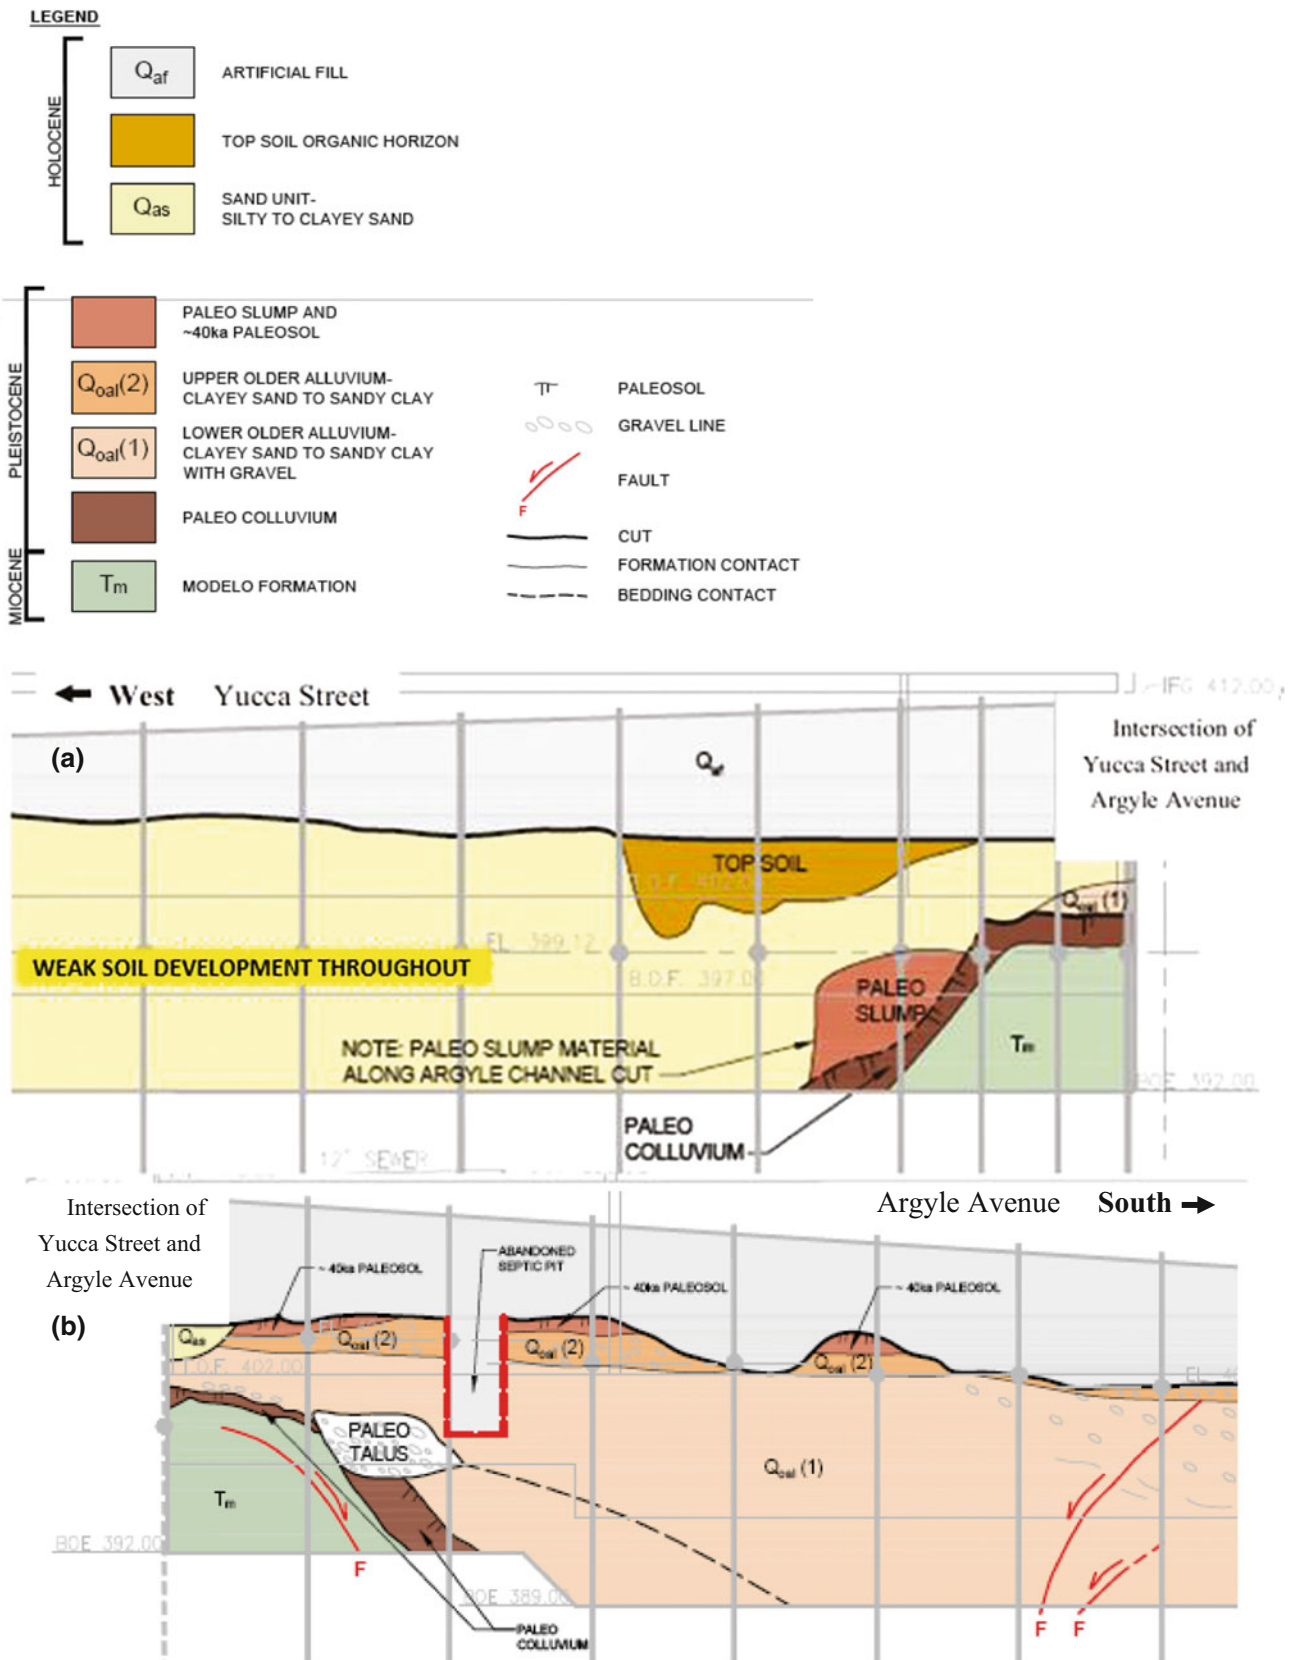 LEGEND
HOLOCENE
Qaf
ARTIFICIAL FILL
TOP SOIL ORGANIC HORIZON
Qas
SAND UNIT-
SILTY TO CLAYEY SAND
PLEISTOCENE
PALEO SLUMP AND
~40ka PALEOSOL
Qoal(2)
UPPER OLDER ALLUVIUM-
CLAYEY SAND TO SANDY CLAY
Qoal(1)
LOWER OLDER ALLUVIUM-
CLAYEY SAND TO SANDY CLAY
WITH GRAVEL
PALEO COLLUVIUM
MIOCENE
Tm
MODELO FORMATION
PALEOSOL
GRAVEL LINE
F
FAULT
CUT
FORMATION CONTACT
BEDDING CONTACT
West Yucca Street
IFG 412.00
(a)
Qaf
Intersection of
Yucca Street and
Argyle Avenue
TOP SOIL
Qoal (1)
EL 399.12
WEAK SOIL DEVELOPMENT THROUGHOUT
B.O.F. 397.00
PALEO
SLUMP
Tm
NOTE: PALEO SLUMP MATERIAL
ALONG ARGYLE CHANNEL CUT
BOE 392.00
PALEO
COLLUVIUM
12" SEWER
Intersection of
Yucca Street and
Argyle Avenue
Argyle Avenue South
(b)
~ 40ka PALEOSOL
ABANDONED
SEPTIC PIT
~ 40ka PALEOSOL
~ 40ka PALEOSOL
Qas
Qoal (2)
Qoal (2)
Qoal (2)
T.O.F. 402.00
EL
PALEO
TALUS
Qoal (1)
Tm
BOE 392.00
F
BOE 389.00
PALEO
COLLUVIUM
F F